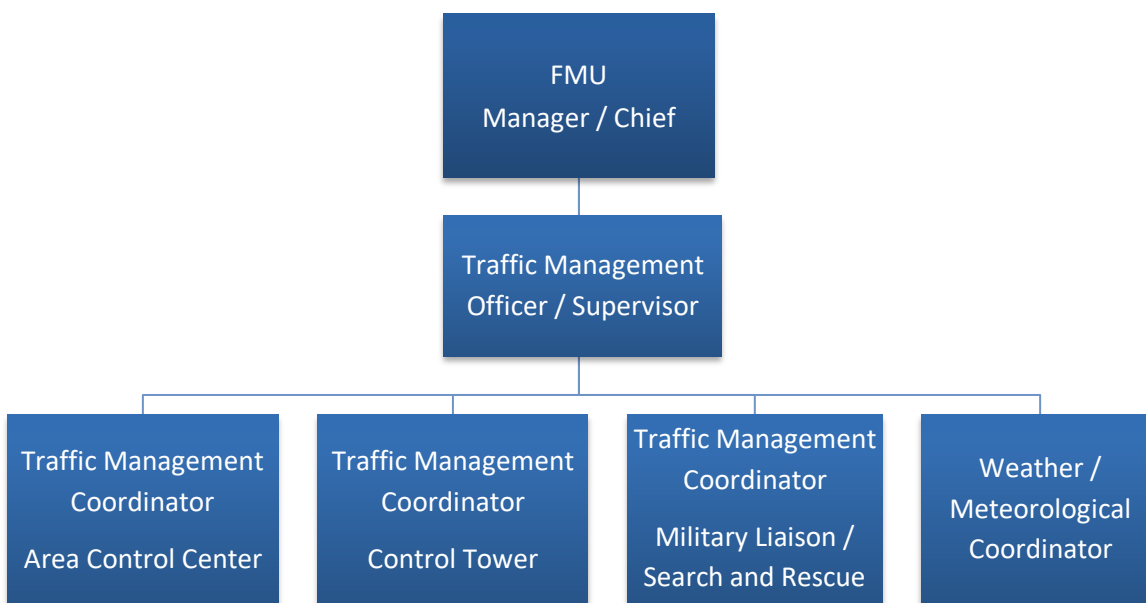 FMU
Manager / Chief
Traffic Management
Officer / Supervisor
Traffic Management
Coordinator
Area Control Center
Traffic Management
Coordinator
Control Tower
Traffic Management
Coordinator
Military Liaison /
Search and Rescue
Weather /
Meteorological
Coordinator